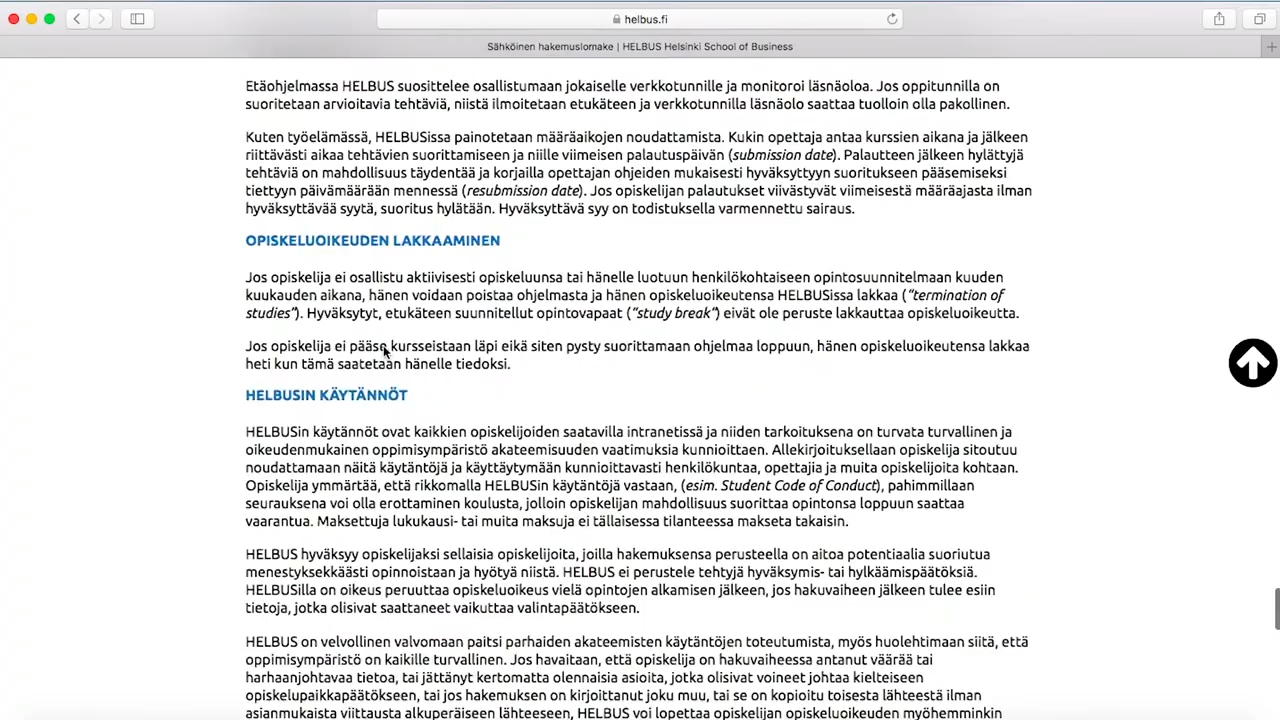 helbus.fi
Sähköinen hakemuslomake | HELBUS Helsinki School of Business
Etäohjelmassa HELBUS suosittelee osallistumaan jokaiselle verkkotunnille ja monitoroi läsnäoloa. Jos oppitunnilla on
suoritetaan arvioitavia tehtäviä, niistä ilmoitetaan etukäteen ja verkkotunnilla läsnäolo saattaa tuolloin olla pakollinen.
Kuten työelämässä, HELBUSissa painotetaan määräaikojen noudattamista. Kukin opettaja antaa kurssien aikana ja jälkeen
riittävästi aikaa tehtävien suorittamiseen ja niille viimeisen palautuspäivän (submission date). Palautteen jälkeen hylättyjä
tehtäviä on mahdollisuus täydentää ja korjailla opettajan ohjeiden mukaisesti hyväksyttyyn suoritukseen pääsemiseksi
tiettyyn päivämäärään mennessä (resubmission date). Jos opiskelijan palautukset viivästyvät viimeisestä määräajasta ilman
hyväksyttävää syytä, suoritus hylätään. Hyväksyttävä syy on todistuksella varmennettu sairaus.
OPISKELUOIKEUDEN LAKKAAMINEN
Jos opiskelija ei osallistu aktiivisesti opiskeluunsa tai hänelle luotuun henkilökohtaiseen opintosuunnitelmaan kuuden
kuukauden aikana, hänen voidaan poistaa ohjelmasta ja hänen opiskeluoikeutensa HELBUSissa lakkaa (“termination of
studies”). Hyväksytyt, etukäteen suunnitellut opintovapaat (“study break”) eivät ole peruste lakkauttaa opiskeluoikeutta.
Jos opiskelija ei pääse kursseistaan läpi eikä siten pysty suorittamaan ohjelmaa loppuun, hänen opiskeluoikeutensa lakkaa
heti kun tämä saatetaan hänelle tiedoksi.
HELBUSIN KÄYTÄNNÖT
HELBUSin käytännöt ovat kaikkien opiskelijoiden saatavilla intranetissä ja niiden tarkoituksena on turvata turvallinen ja
oikeudenmukainen oppimisympäristö akateemisuuden vaatimuksia kunnioittaen. Allekirjoituksellaan opiskelija sitoutuu
noudattamaan näitä käytäntöjä ja käyttäytymään kunnioittavasti henkilökuntaa, opettajia ja muita opiskelijoita kohtaan.
Opiskelija ymmärtää, että rikkomalla HELBUSin käytäntöjä vastaan, (esim. Student Code of Conduct), pahimmillaan
seurauksena voi olla erottaminen koulusta, jolloin opiskelijan mahdollisuus suorittaa opintonsa loppuun saattaa
vaarantua. Maksettuja lukukausi- tai muita maksuja ei tällaisessa tilanteessa makseta takaisin.
HELBUS hyväksyy opiskelijaksi sellaisia opiskelijoita, joilla hakemuksensa perusteella on aitoa potentiaalia suoriutua
menestyksekkäästi opinnoistaan ja hyötyä niistä. HELBUS ei perustele tehtyjä hyväksymis- tai hylkäämispäätöksiä.
HELBUSilla on oikeus peruuttaa opiskeluoikeus vielä opintojen alkamisen jälkeen, jos hakuvaiheen jälkeen tulee esiin
tietoja, jotka olisivat saattaneet vaikuttaa valintapäätökseen.
HELBUS on velvollinen valvomaan paitsi parhaiden akateemisten käytäntöjen toteutumista, myös huolehtimaan siitä, että
oppimisympäristö on kaikille turvallinen. Jos havaitaan, että opiskelija on hakuvaiheessa antanut väärää tai
harhaanjohtavaa tietoa, tai jättänyt kertomatta olennaisia asioita, jotka olisivat voineet johtaa kielteiseen
opiskelupaikkapäätökseen, tai jos hakemuksen on kirjoittanut joku muu, tai se on kopioitu toisesta lähteestä ilman
asianmukaista viittausta alkuperäiseen lähteeseen, HELBUS voi lopettaa opiskelijan opiskeluoikeuden myöhemminkin